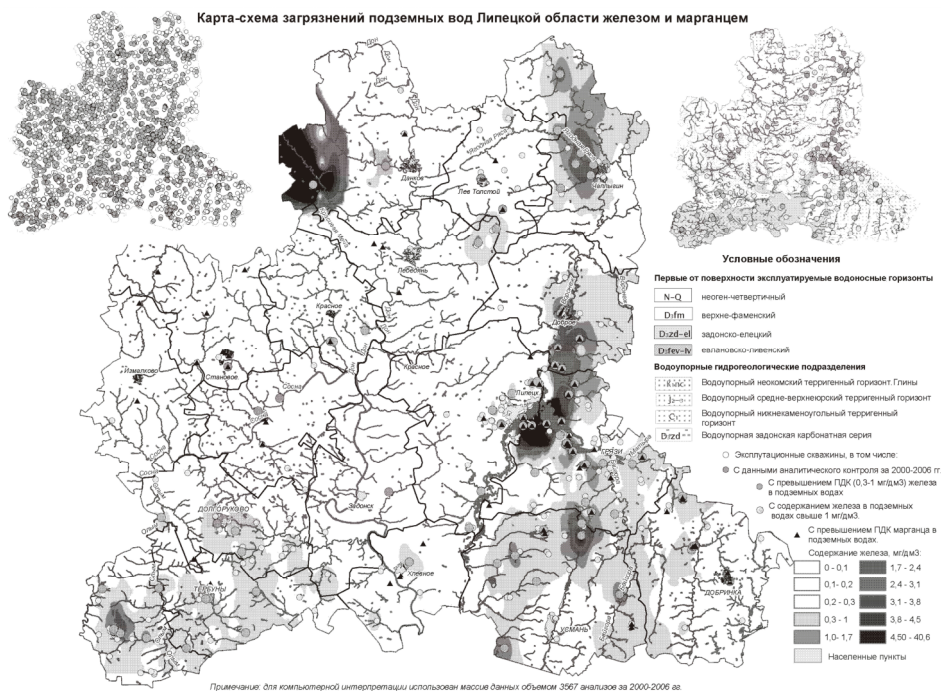 Карта-схема загрязнений подземных вод Липецкой области железом и марганцем
Дон
Дон
Дон
Данков
Лев Толстой
Чаплыгин
Лебедянь
Красное
Доброе
Измалково
Становое
Сосна
Дон
Красное
Липецк
ГРЯЗИ
Сосна
ДОЛГОРУКОВО
Задонск
Хлевное
ТЕРБУНЫ
УСМАНЬ
ДОБРИНКА
Условные обозначения
Первые от поверхности эксплуатируемые водоносные горизонты
N-Q неоген-четвертичный
D₃fm верхне-фаменский
D₃zd-el задонско-елецкий
D₃fev-lv евлановско-ливенский
Водоупорные гидрогеологические подразделения
Водоупорный неокомский терригенный горизонт. Глины
Водоупорный средне-верхнеюрский терригенный горизонт
Водоупорный нижнекаменоугольный терригенный
горизонт
D₃zd Водоупорная задонская карбонатная серия
Эксплутационные скважины, в том числе:
С данными аналитического контроля за 2000-2006 гг.
С превышением ПДК (0,3-1 мг/дм3) железа
в подземных водах
С содержанием железа в подземных
водах свыше 1 мг/дм3.
С превышением ПДК марганца в
подземных водах.
Содержание железа, мг/дм3:
0 - 0,1 1,7 - 2,4
0,1- 0,2 2,4 - 3,1
0,2 - 0,3 3,1 - 3,8
0,3 - 1 3,8 - 4,5
1,0- 1,7 4,50 - 40,6
Населенные пункты
Примечание: для компьютерной интерпретации использован массив данных объемом 3567 анализов за 2000-2006 гг.